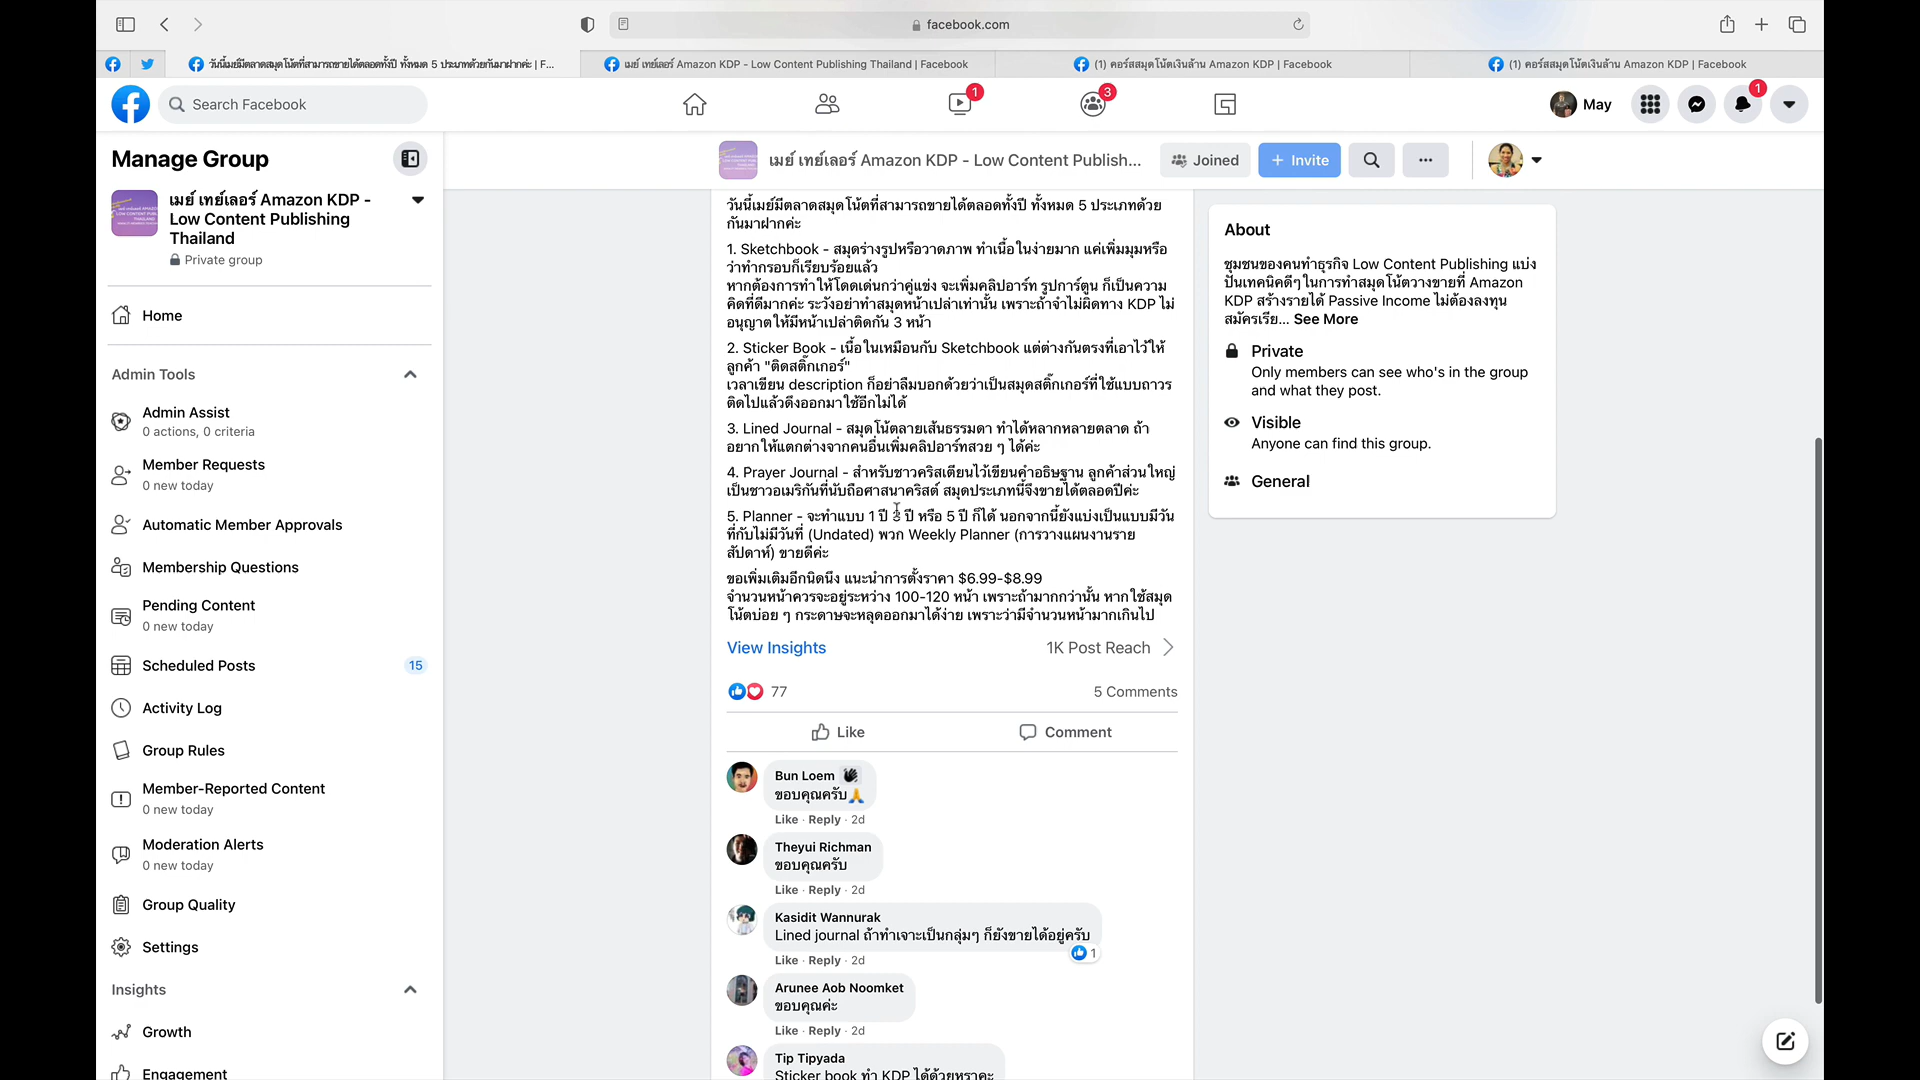 facebook.com
วันนี้เมย์มีตลาดสมุดโน้ตที่สามารถขายได้ตลอดทั้งปี ทั้งหมด 5 ประเภทด้วยกันมาฝากค่ะ | F...
เมย์ เทย์เลอร์ Amazon KDP - Low Content Publishing Thailand | Facebook
(1) คอร์สสมุดโน้ตเงินล้าน Amazon KDP | Facebook
(1) คอร์สสมุดโน้ตเงินล้าน Amazon KDP | Facebook
Search Facebook
1
3
May
1
Manage Group
เมย์ เทย์เลอร์ Amazon KDP -
Low Content Publishing
Thailand
Private group
Home
Admin Tools
Admin Assist
0 actions, 0 criteria
Member Requests
0 new today
Automatic Member Approvals
Membership Questions
Pending Content
0 new today
Scheduled Posts
15
Activity Log
Group Rules
Member-Reported Content
0 new today
Moderation Alerts
0 new today
Group Quality
Settings
Insights
Growth
Engagement
เมย์ เทย์เลอร์ Amazon KDP - Low Content Publish...
Joined
+ Invite
วันนี้เมย์มีตลาดสมุดโน้ตที่สามารถขายได้ตลอดทั้งปี ทั้งหมด 5 ประเภทด้วย
กันมาฝากค่ะ
1. Sketchbook - สมุดร่างรูปหรือวาดภาพ ทำเนื้อในง่ายมาก แค่เพิ่มมุมหรือ
ว่าทำกรอบก็เรียบร้อยแล้ว
หากต้องการทำให้โดดเด่นกว่าคู่แข่ง จะเพิ่มคลิปอาร์ท รูปการ์ตูน ก็เป็นความ
คิดที่ดีมากค่ะ ระวังอย่าทำสมุดหน้าเปล่าเท่านั้น เพราะถ้าจำไม่ผิดทาง KDP ไม่
อนุญาตให้มีหน้าเปล่าติดกัน 3 หน้า
2. Sticker Book - เนื้อในเหมือนกับ Sketchbook แต่ต่างกันตรงที่เอาไว้ให้
ลูกค้า "ติดสติ๊กเกอร์"
เวลาเขียน description ก็อย่าลืมบอกด้วยว่าเป็นสมุดสติ๊กเกอร์ที่ใช้แบบถาวร
ติดไปแล้วดึงออกมาใช้อีกไม่ได้
3. Lined Journal - สมุดโน้ตลายเส้นธรรมดา ทำได้หลากหลายตลาด ถ้า
อยากให้แตกต่างจากคนอื่นเพิ่มคลิปอาร์ทสวย ๆ ได้ค่ะ
4. Prayer Journal - สำหรับชาวคริสเตียนไว้เขียนคำอธิษฐาน ลูกค้าส่วนใหญ่
เป็นชาวอเมริกันที่นับถือศาสนาคริสต์ สมุดประเภทนี้จึงขายได้ตลอดปีค่ะ
5. Planner - จะทำแบบ 1 ปี 3 ปี หรือ 5 ปี ก็ได้ นอกจากนี้ยังแบ่งเป็นแบบมีวัน
ที่กับไม่มีวันที่ (Undated) พวก Weekly Planner (การวางแผนงานราย
สัปดาห์) ขายดีค่ะ
ขอเพิ่มเติมอีกนิดนึง แนะนำการตั้งราคา $6.99-$8.99
จำนวนหน้าควรจะอยู่ระหว่าง 100-120 หน้า เพราะถ้ามากกว่านั้น หากใช้สมุด
โน้ตบ่อย ๆ กระดาษจะหลุดออกมาได้ง่าย เพราะว่ามีจำนวนหน้ามากเกินไป
View Insights
1K Post Reach
77
5 Comments
Like
Comment
Bun Loem
ขอบคุณครับ🙏
Like · Reply · 2d
Theyui Richman
ขอบคุณครับ
Like · Reply · 2d
Kasidit Wannurak
Lined journal ถ้าทำเจาะเป็นกลุ่มๆ ก็ยังขายได้อยู่ครับ
1
Like · Reply · 2d
Arunee Aob Noomket
ขอบคุณค่ะ
Like · Reply · 2d
Tip Tipyada
Sticker book ทำ KDP ได้ด้วยหราคะ
About
ชุมชนของคนทำธุรกิจ Low Content Publishing แบ่ง
ปันเทคนิคดีๆในการทำสมุดโน้ตวางขายที่ Amazon
KDP สร้างรายได้ Passive Income ไม่ต้องลงทุน
สมัครเรีย... See More
Private
Only members can see who's in the group
and what they post.
Visible
Anyone can find this group.
General